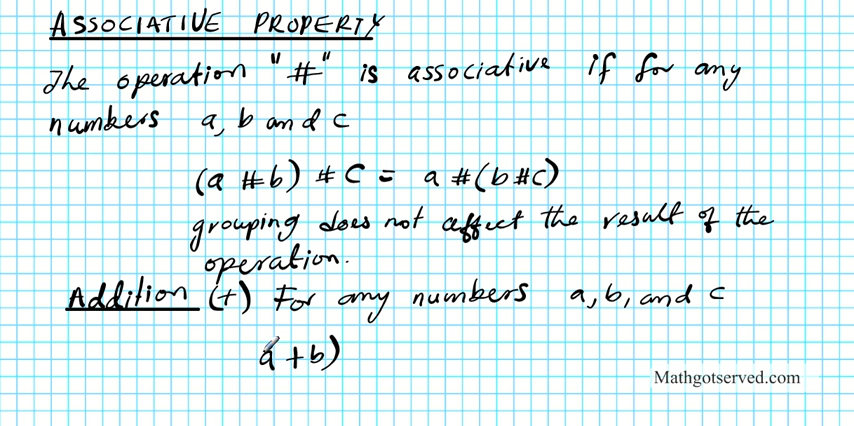 ASSOCIATIVE PROPERTY
The operation "#" is associative if for any
numbers a, b and c
(a # b) # C = a # (b # c)
grouping does not affect the result of the
operation.
Addition (+) For any numbers a, b, and c
(a + b)
Mathgotserved.com